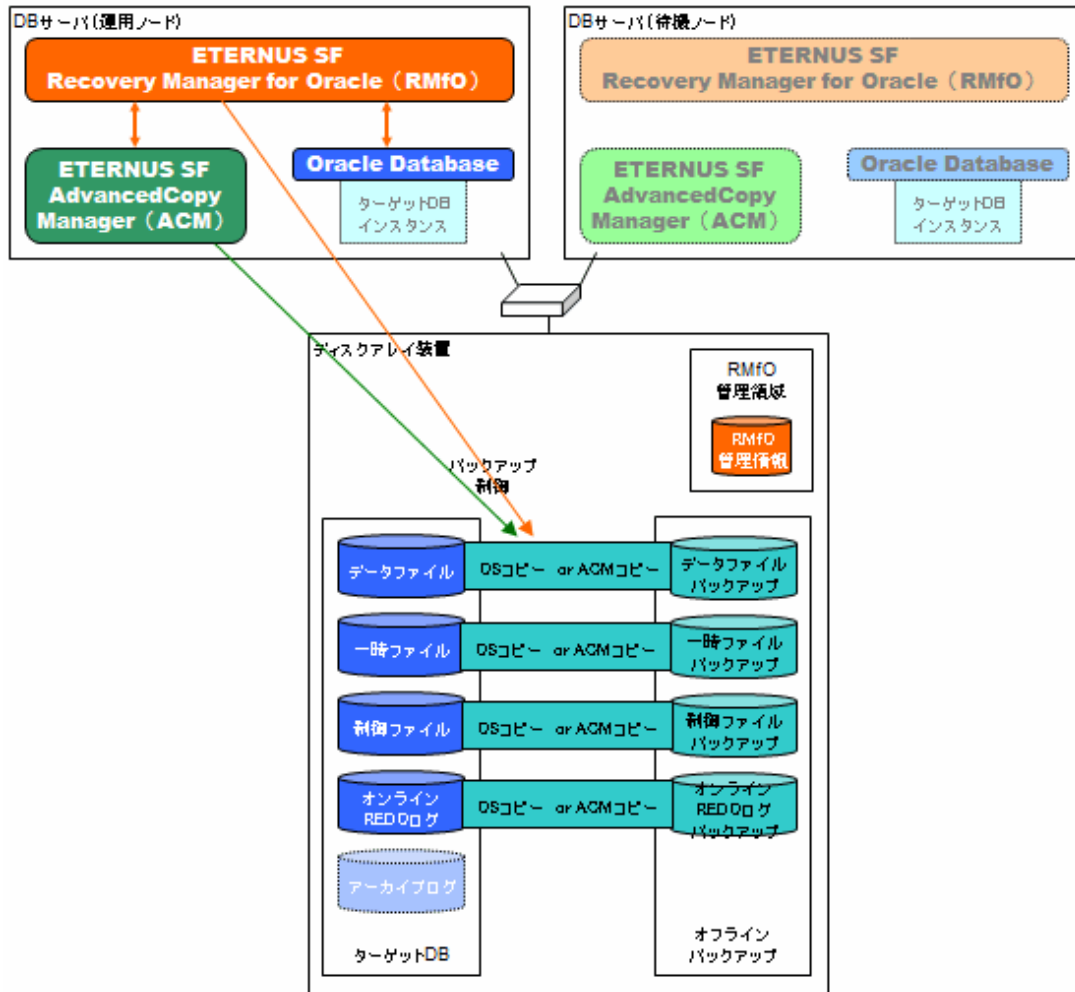 DBサーバ(運用ノード)
ETERNUS SF
Recovery Manager for Oracle（RMfO）
ETERNUS SF
AdvancedCopy
Manager（ACM）
Oracle Database
ターゲットDB
インスタンス
DBサーバ(待機ノード)
ETERNUS SF
Recovery Manager for Oracle（RMfO）
ETERNUS SF
AdvancedCopy
Manager（ACM）
Oracle Database
ターゲットDB
インスタンス
ディスクアレイ装置
RMfO
管理領域
RMfO
管理情報
バックアップ
制御
データファイル
OSコピー or ACMコピー
データファイル
バックアップ
一時ファイル
OSコピー or ACMコピー
一時ファイル
バックアップ
制御ファイル
OSコピー or ACMコピー
制御ファイル
バックアップ
オンライン
REDOログ
OSコピー or ACMコピー
オンライン
REDOログ
バックアップ
アーカイブログ
ターゲットDB
オフライン
バックアップ